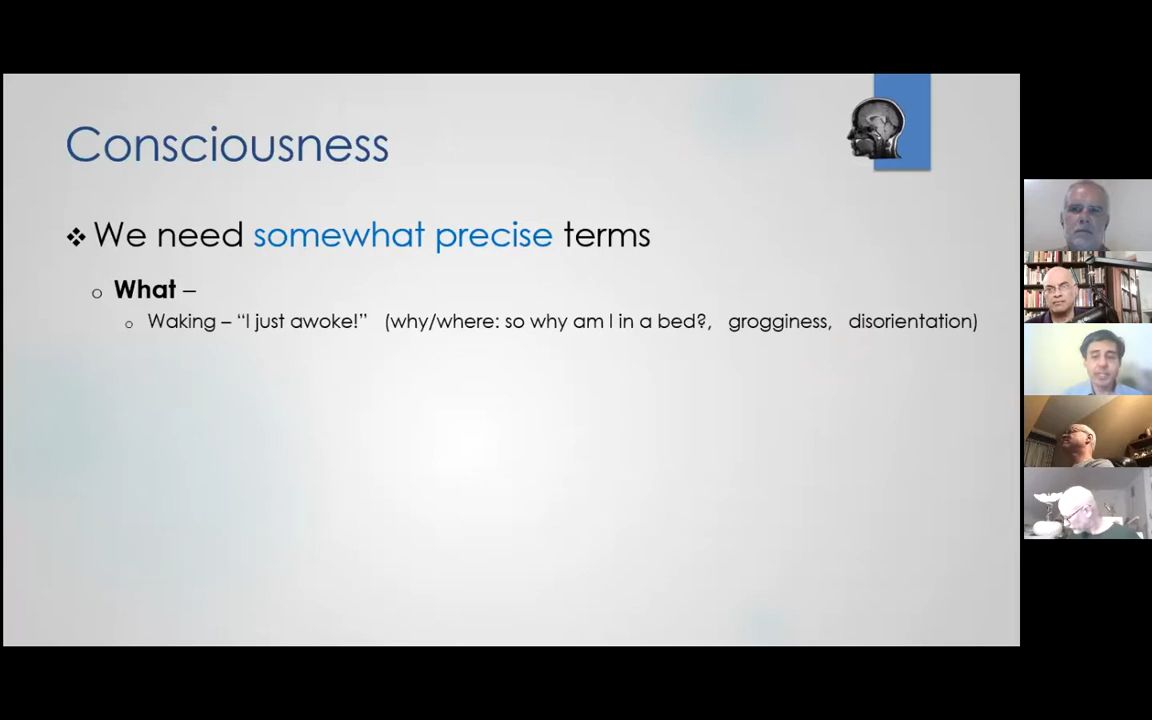 Consciousness
❖ We need somewhat precise terms
o What –
o Waking – “I just awoke!” (why/where: so why am I in a bed?, grogginess, disorientation)